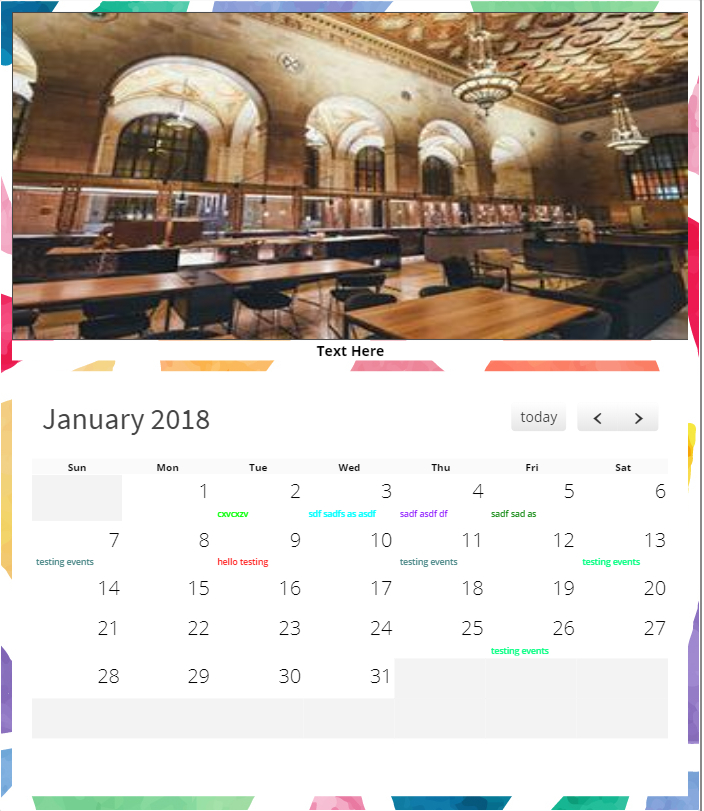 Text Here
January 2018 today
Sun Mon Tue Wed Thu Fri Sat
1 2 3 4 5 6
cxvcxzv sdf sadfs as asdf sadf asdf df sadf sad as
7 8 9 10 11 12 13
testing events hello testing testing events testing events
14 15 16 17 18 19 20
21 22 23 24 25 26 27
testing events
28 29 30 31